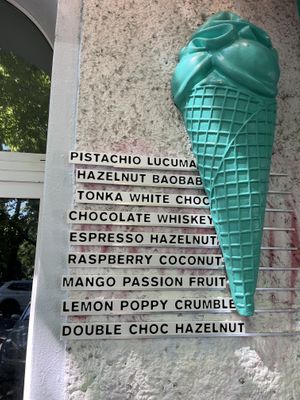 PISTACHIO LUCUMA
HAZELNUT BAOBAB
TONKA WHITE CHOC
CHOCOLATE WHISKEY
ESPRESSO HAZELNUT
RASPBERRY COCONUT
MANGO PASSION FRUIT
LEMON POPPY CRUMBLE
DOUBLE CHOC HAZELNUT